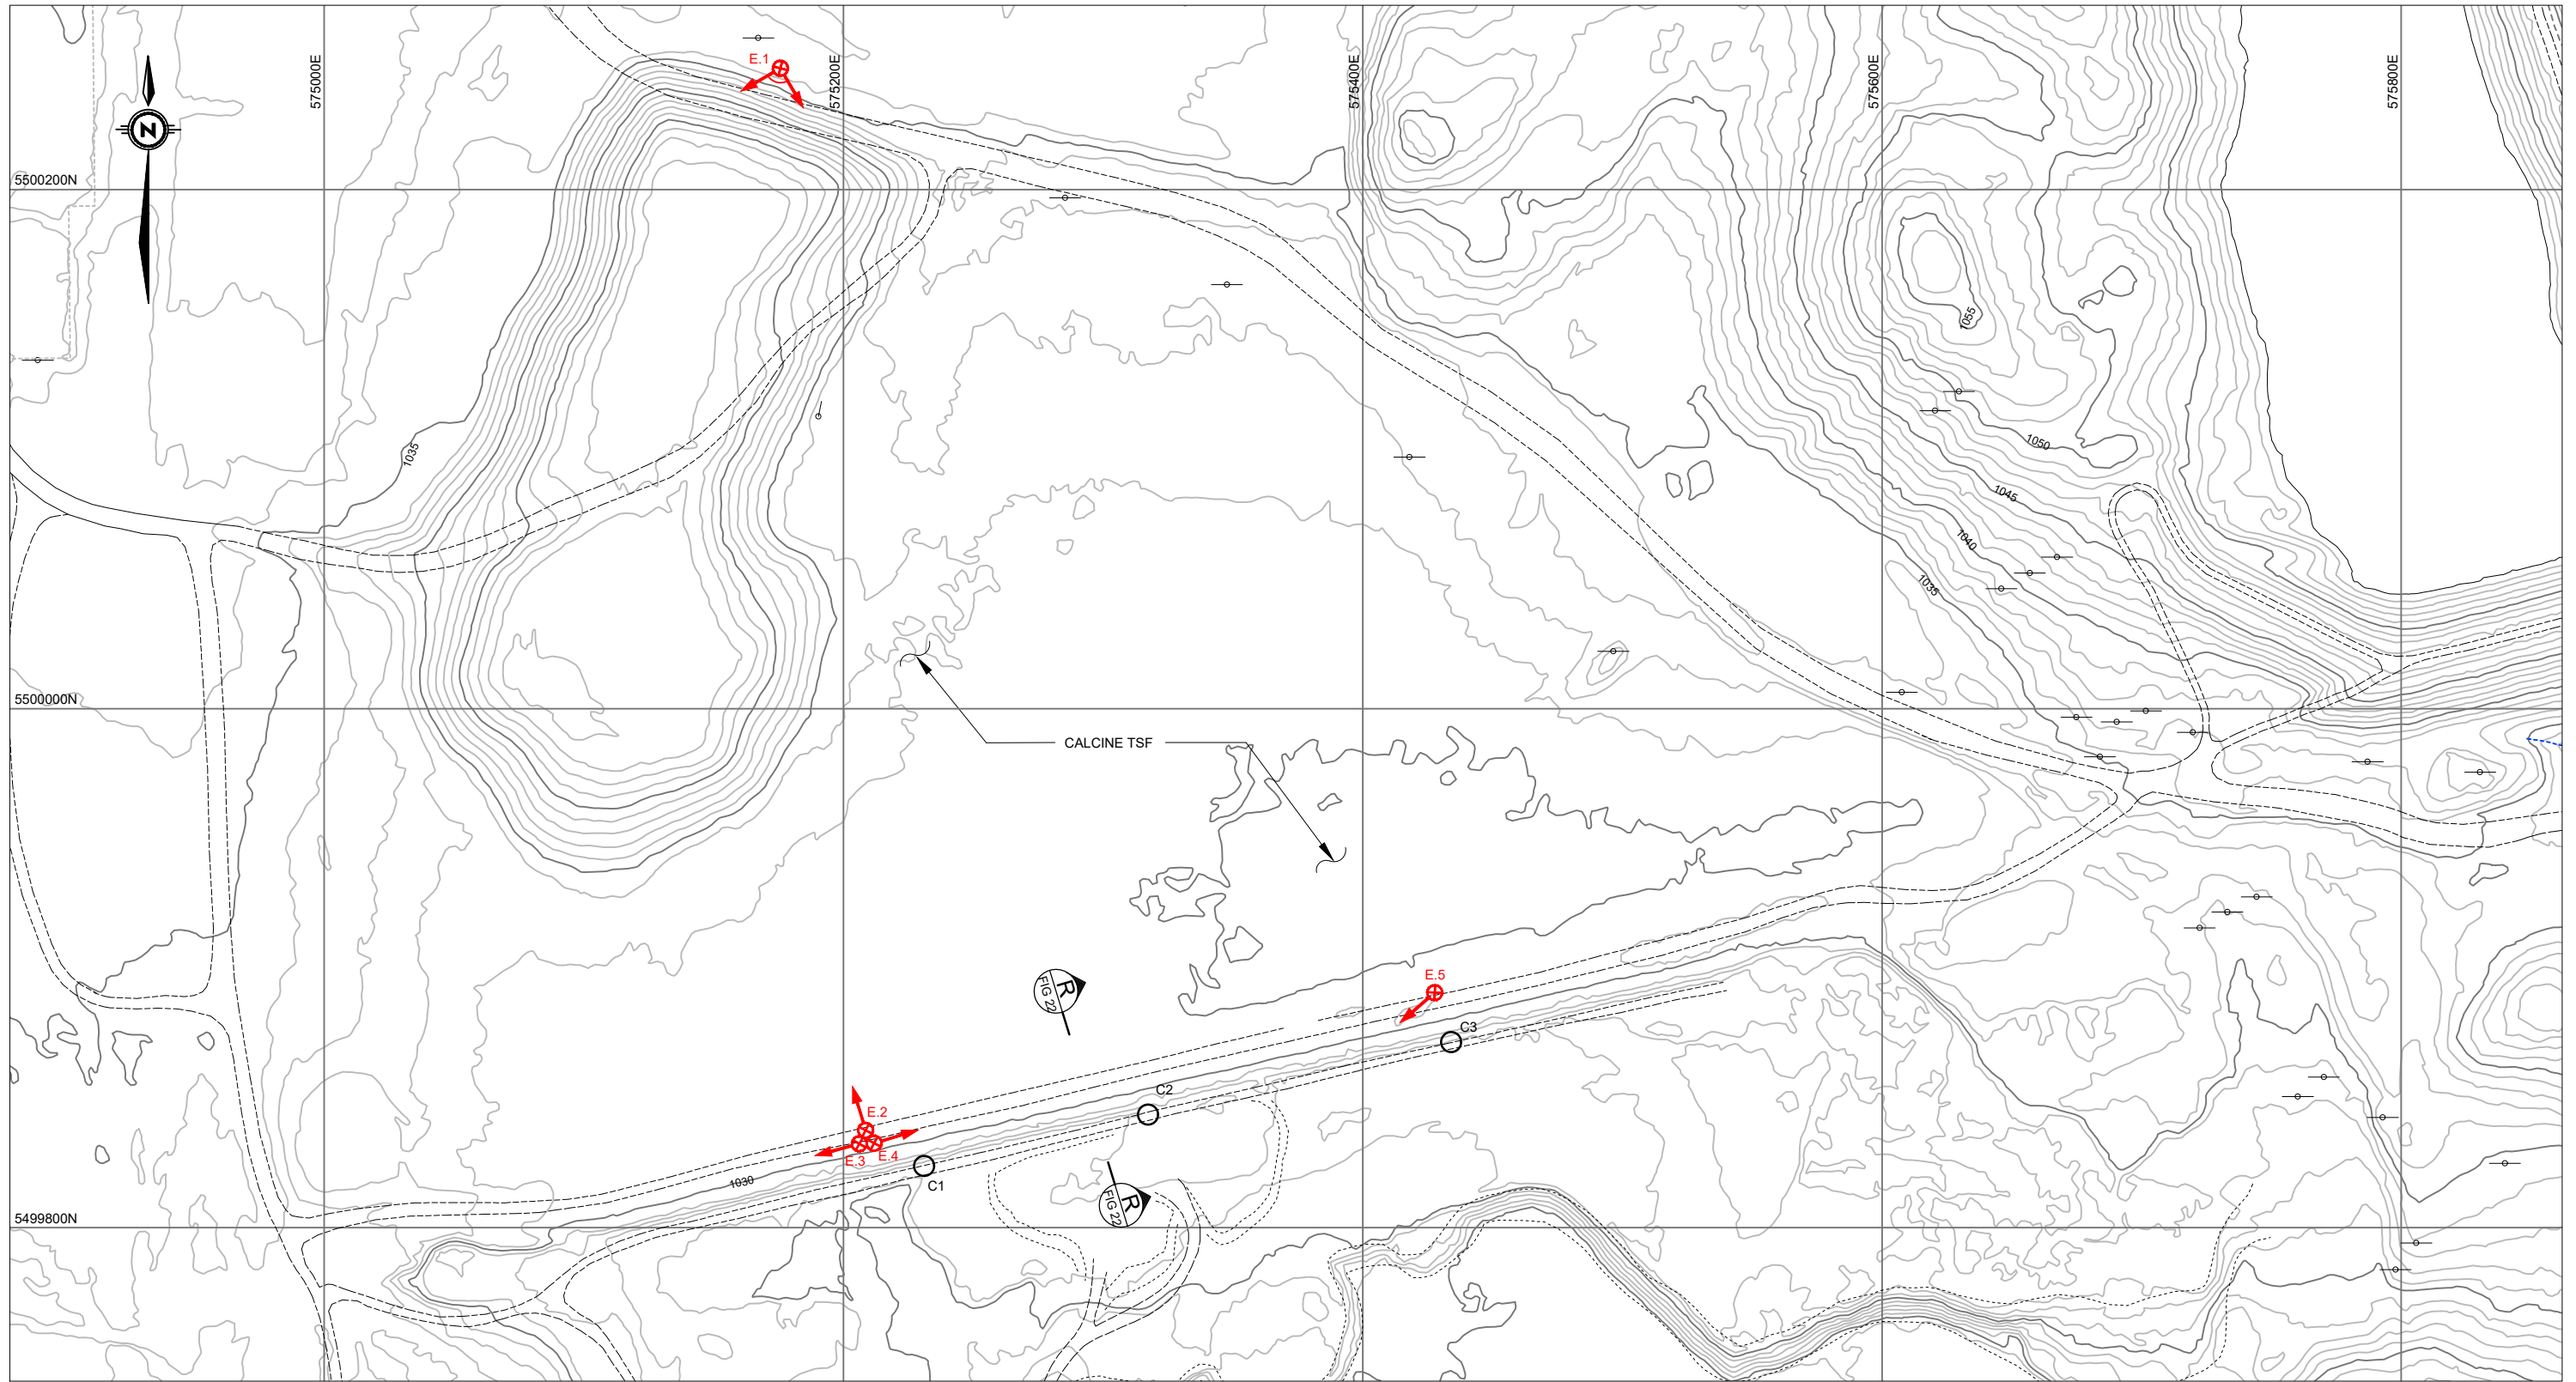 575000E
575200E
575400E
575600E
575800E
E.1
N
5500200N
1055
1035
1050
1045
1040
1035
5500000N
CALCINE TSF
R
FIG 22
E.5
C3
C2
E.2
E.3
E.4
C1
1030
R
FIG 22
5499800N